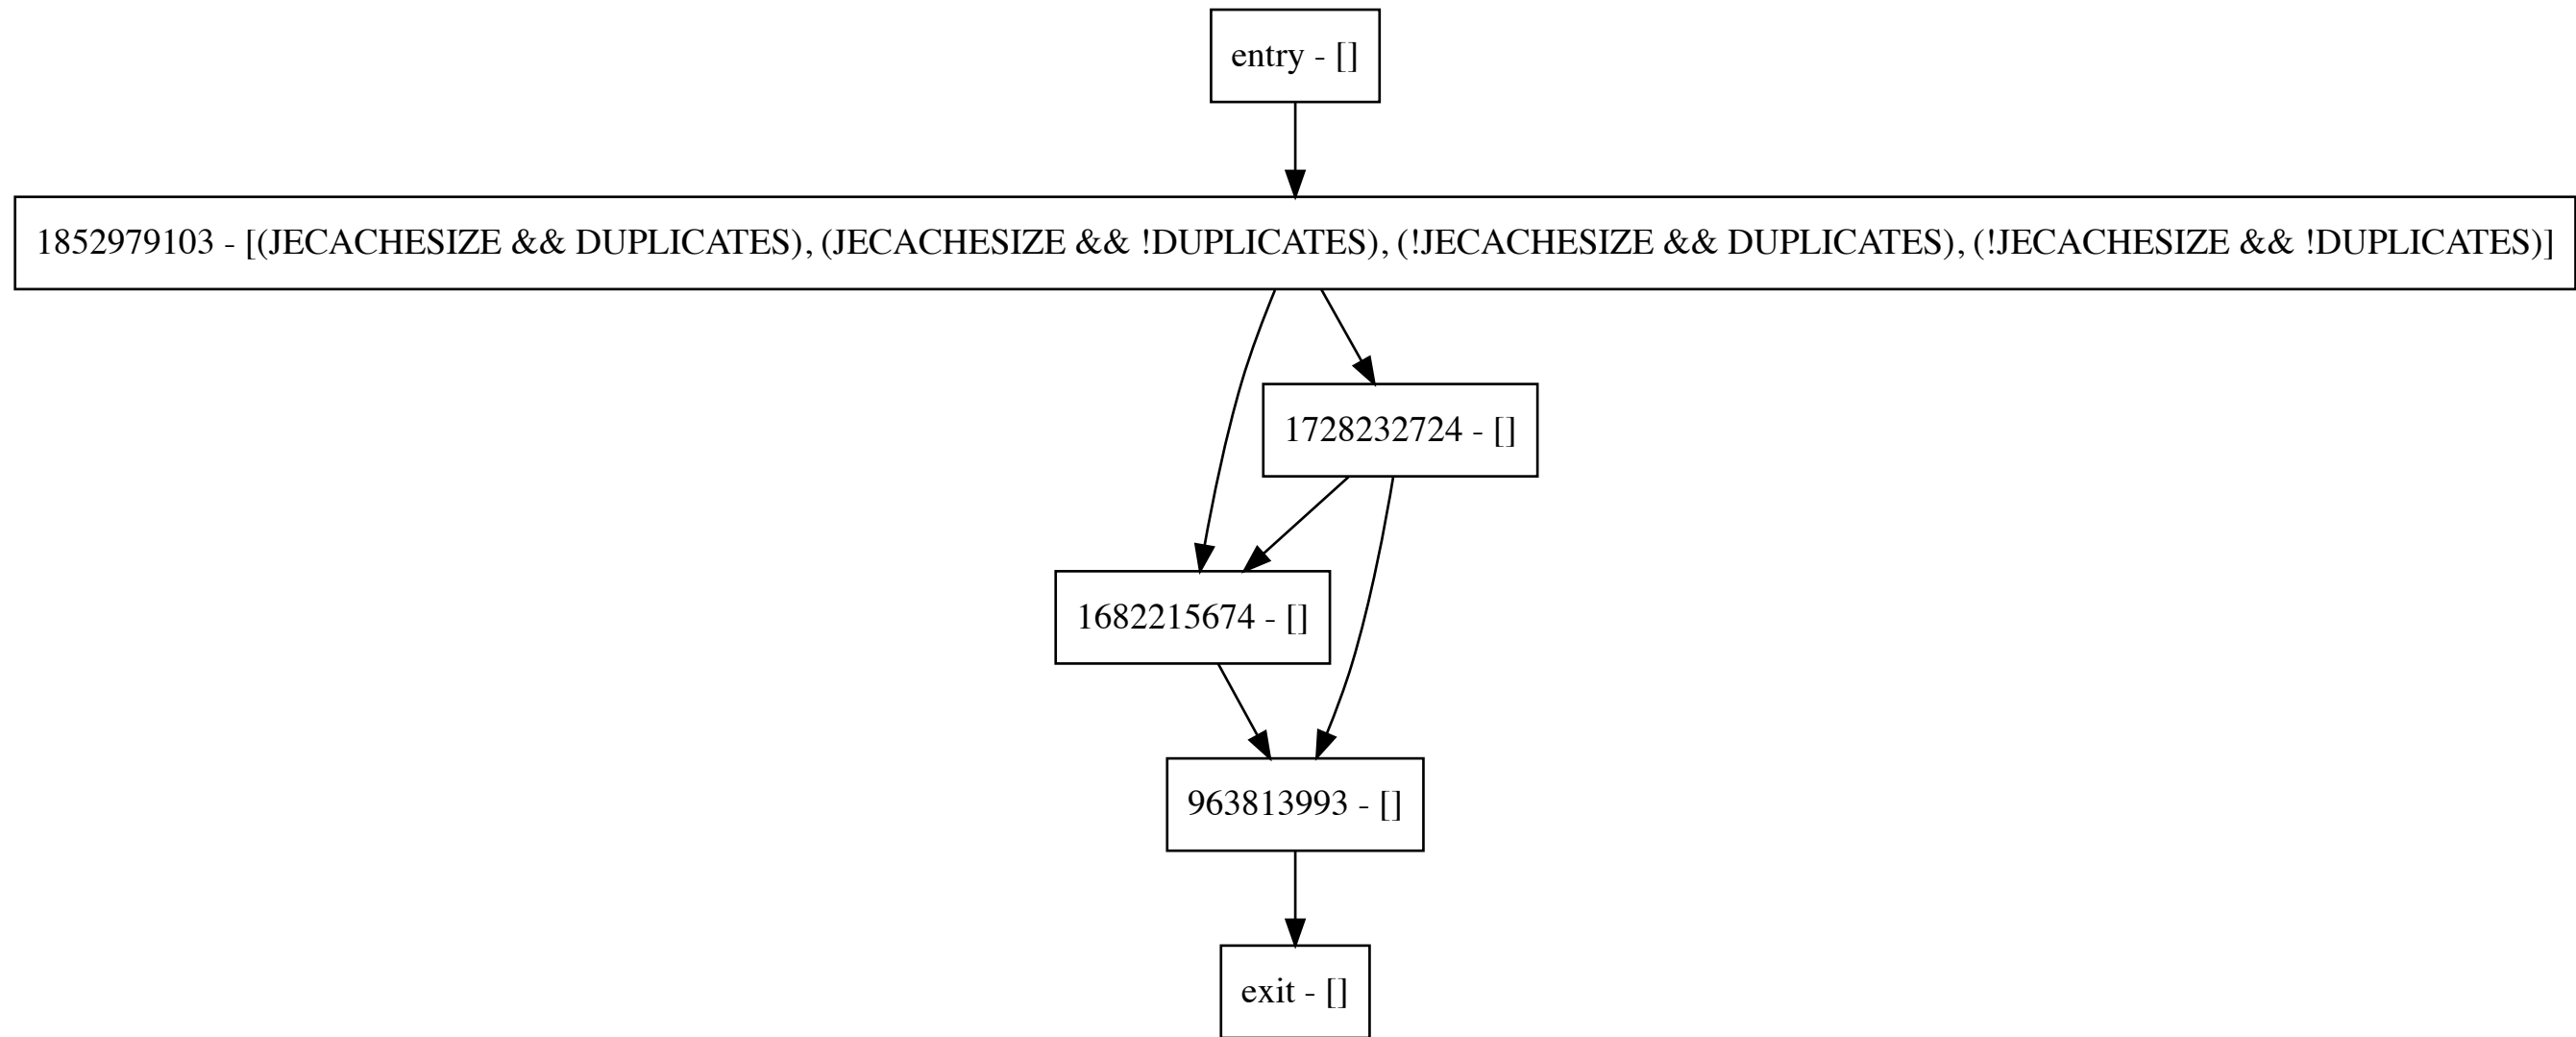 entry - []
1852979103 - [(JECACHESIZE && DUPLICATES), (JECACHESIZE && !DUPLICATES), (!JECACHESIZE && DUPLICATES), (!JECACHESIZE && !DUPLICATES)]
1728232724 - []
1682215674 - []
963813993 - []
exit - []